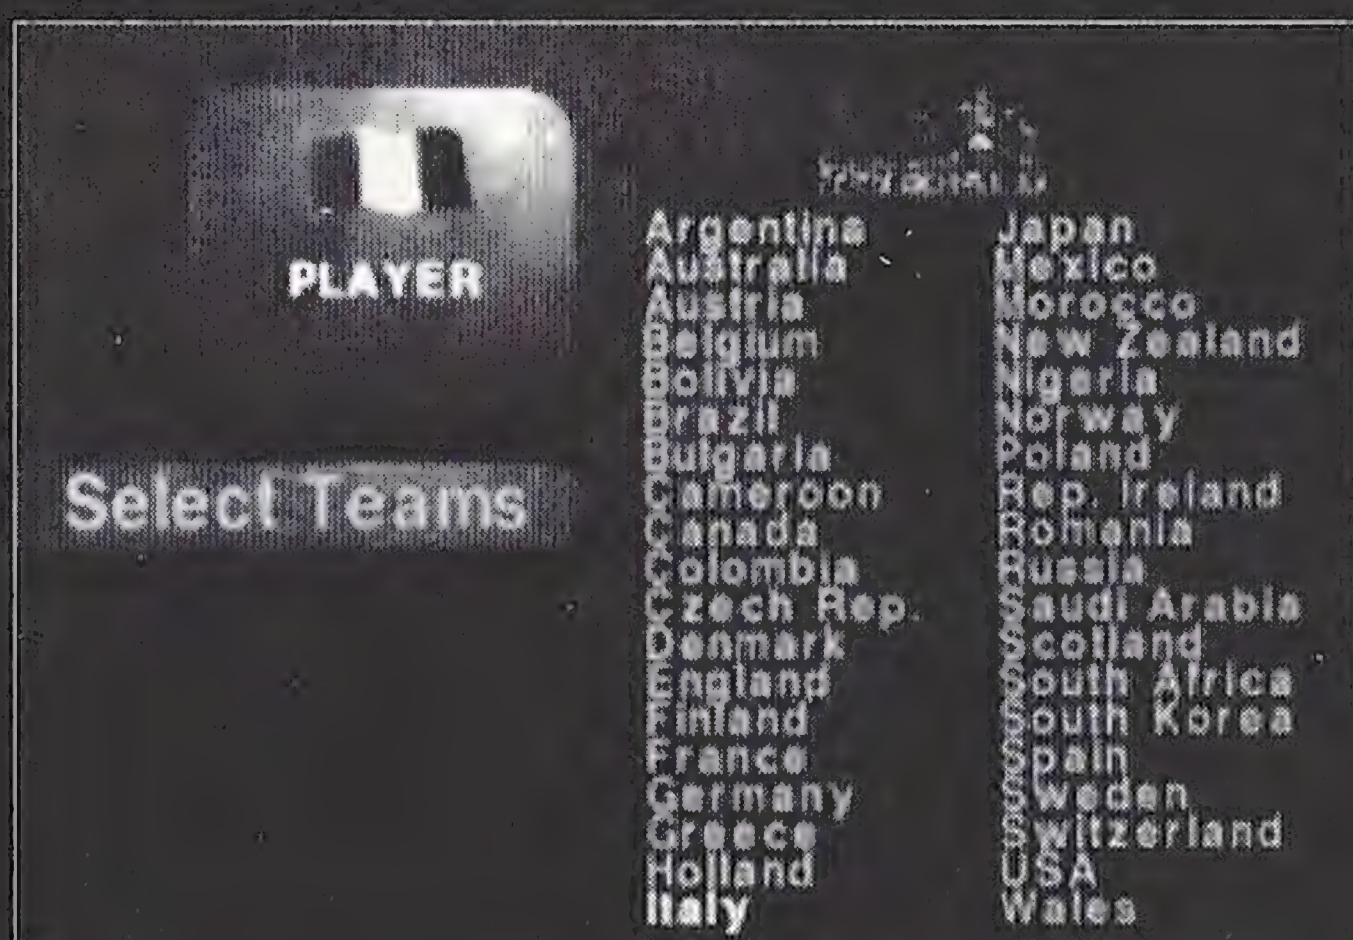 PLAYER
Select Teams
Argentina
Australia
Austria
Belgium
Bolivia
Brazil
Bulgaria
Cameroon
Canada
Colombia
Czech Rep.
Denmark
England
Finland
France
Germany
Greece
Holland
Italy
Japan
Mexico
Morocco
New Zealand
Nigeria
Norway
Poland
Rep. Ireland
Romania
Russia
Saudi Arabia
Scotland
South Africa
South Korea
Spain
Sweden
Switzerland
USA
Wales